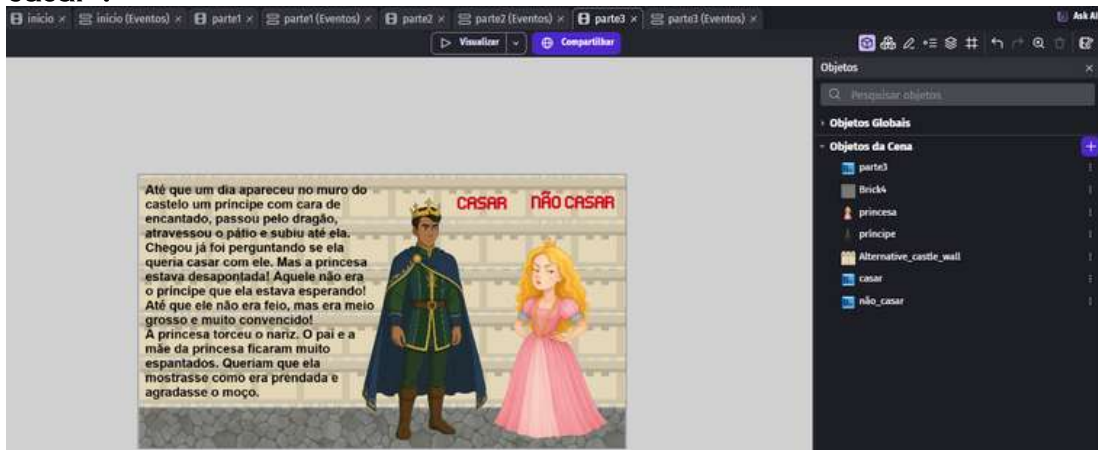 inicio × inicio (Eventos) × parte1 × parte1 (Eventos) × parte2 × parte2 (Eventos) × parte3 × parte3 (Eventos) ×
Ask AI
Visualizar Compartilhar
Objetos ×
Pesquisar objetos
Objetos Globais
Objetos da Cena
parte3
Brick4
princesa
príncipe
Alternative_castle_wall
casar
não_casar
Até que um dia apareceu no muro do
castelo um príncipe com cara de
encantado, passou pelo dragão,
atravessou o pátio e subiu até ela.
Chegou já foi perguntando se ela
queria casar com ele. Mas a princesa
estava desapontada! Aquele não era
o príncipe que ela estava esperando!
Até que ele não era feio, mas era meio
grosso e muito convencido!
A princesa torceu o nariz. O pai e a
mãe da princesa ficaram muito
espantados. Queriam que ela
mostrasse como era prendada e
agradasse o moço.
CASAR NÃO CASAR